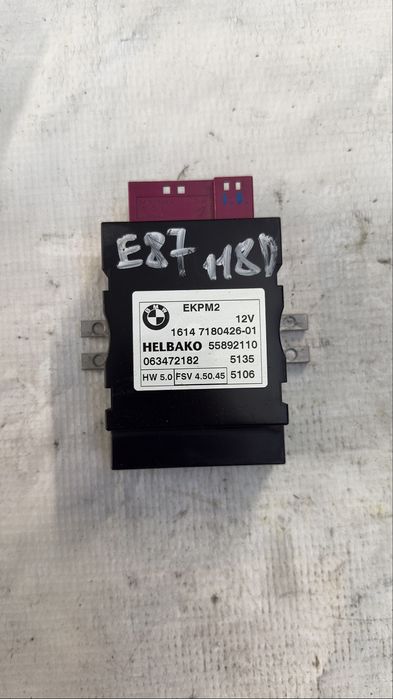 E87 118D
BMW
EKPM2
12V
1614 7180426-01
HELBAKO 55892110
063472182 5135
HW 5.0 FSV 4.50.45 5106